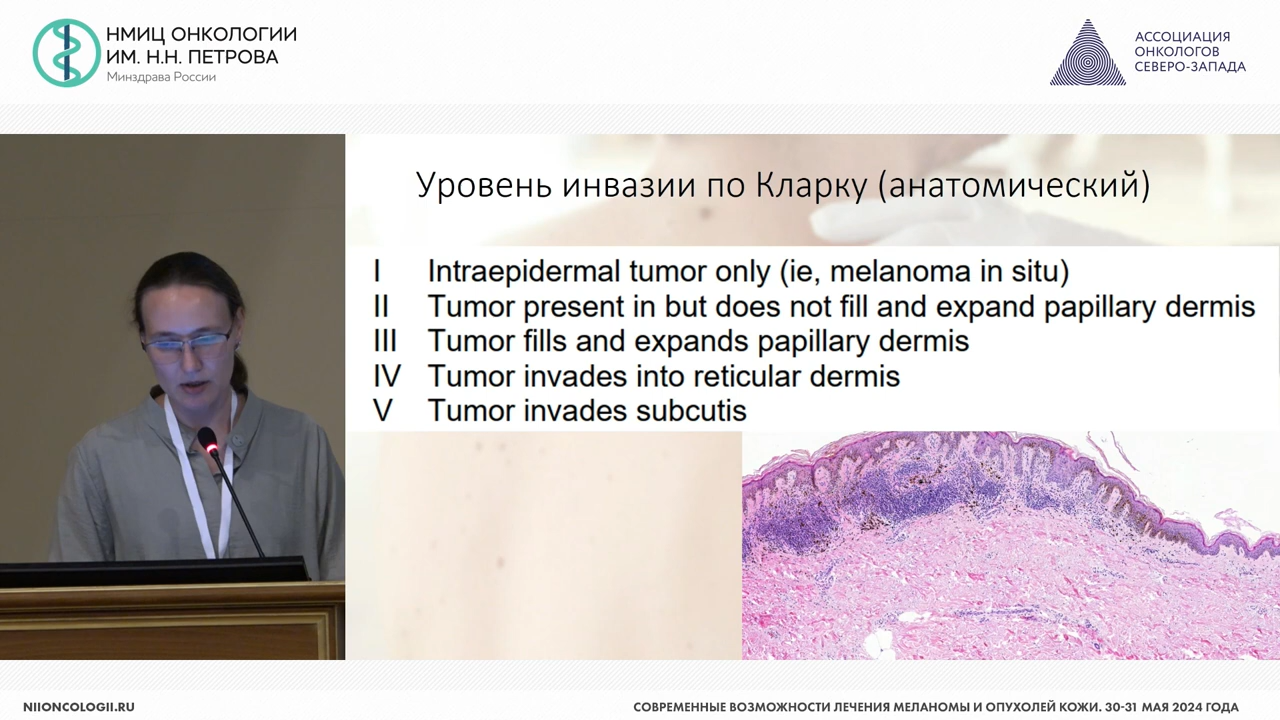 НМИЦ ОНКОЛОГИИ
ИМ. Н.Н. ПЕТРОВА
Минздрава России
АССОЦИАЦИЯ
ОНКОЛОГОВ
СЕВЕРО-ЗАПАДА
Уровень инвазии по Кларку (анатомический)
I Intraepidermal tumor only (ie, melanoma in situ)
II Tumor present in but does not fill and expand papillary dermis
III Tumor fills and expands papillary dermis
IV Tumor invades into reticular dermis
V Tumor invades subcutis
NIIONCOLOGII.RU
СОВРЕМЕННЫЕ ВОЗМОЖНОСТИ ЛЕЧЕНИЯ МЕЛАНОМЫ И ОПУХОЛЕЙ КОЖИ. 30-31 МАЯ 2024 ГОДА